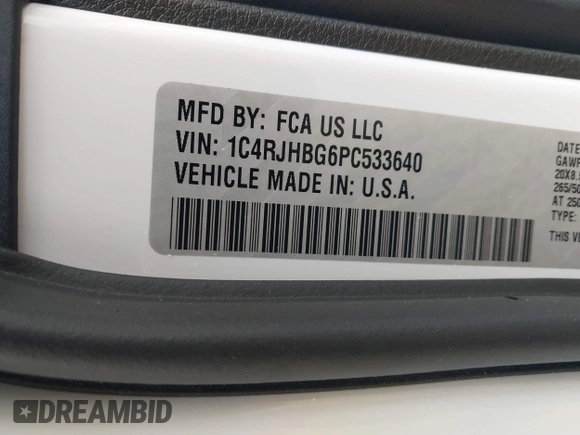 MFD BY: FCA US LLC
VIN: 1C4RJHBG6PC533640
VEHICLE MADE IN: U.S.A.
DATE
GAWR
20X8.
265/50
AT 250
TYPE:
THIS VE
DREAMBID